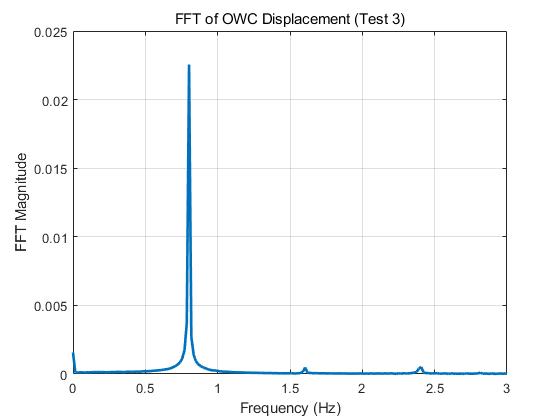 FFT of OWC Displacement (Test 3)
0.025
0.02
0.015
0.01
0.005
0
FFT Magnitude
0 0.5 1 1.5 2 2.5 3
Frequency (Hz)